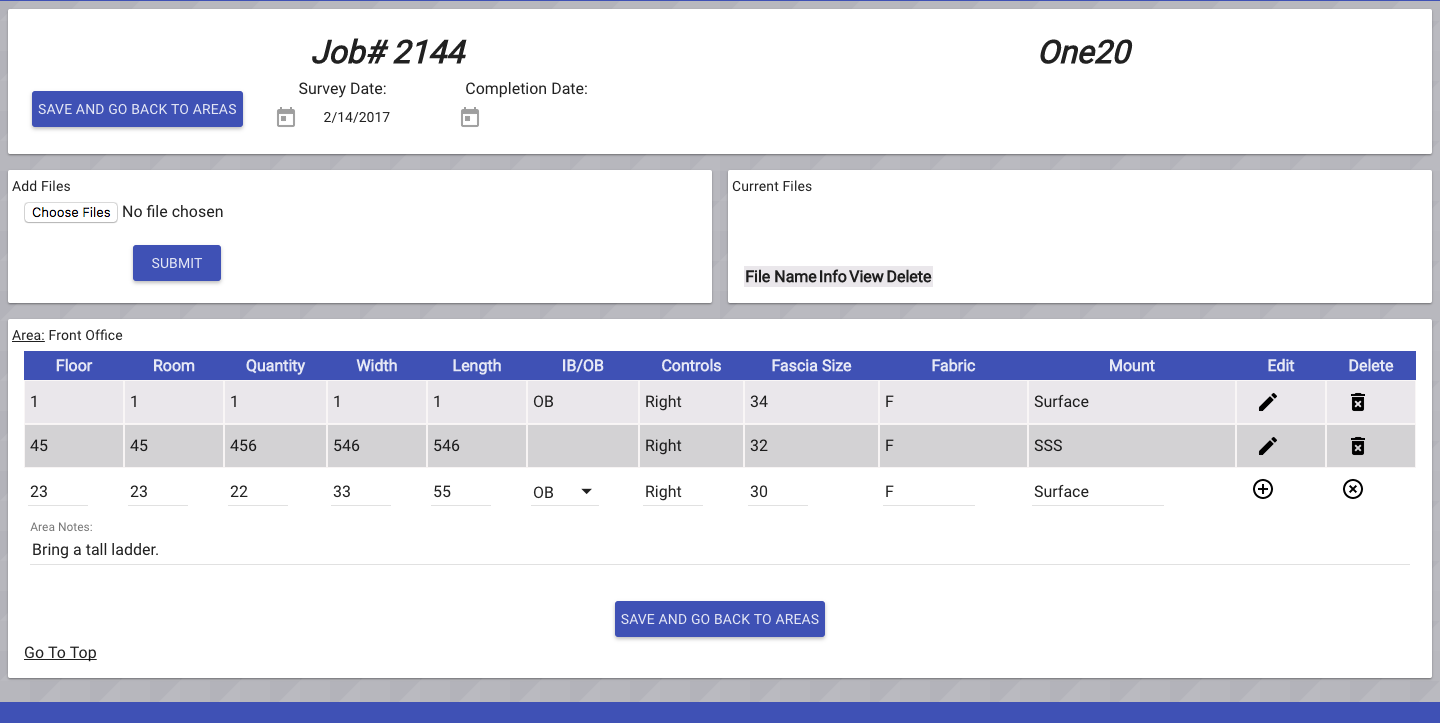 Job# 2144 One20
Survey Date: Completion Date:
SAVE AND GO BACK TO AREAS 2/14/2017
Add Files
Choose Files No file chosen
SUBMIT
Current Files
File Name Info View Delete
Area: Front Office
Floor Room Quantity Width Length IB/OB Controls Fascia Size Fabric Mount Edit Delete
1 1 1 1 1 OB Right 34 F Surface
45 45 456 546 546 Right 32 F SSS
23 23 22 33 55 OB Right 30 F Surface
Area Notes:
Bring a tall ladder.
SAVE AND GO BACK TO AREAS
Go To Top